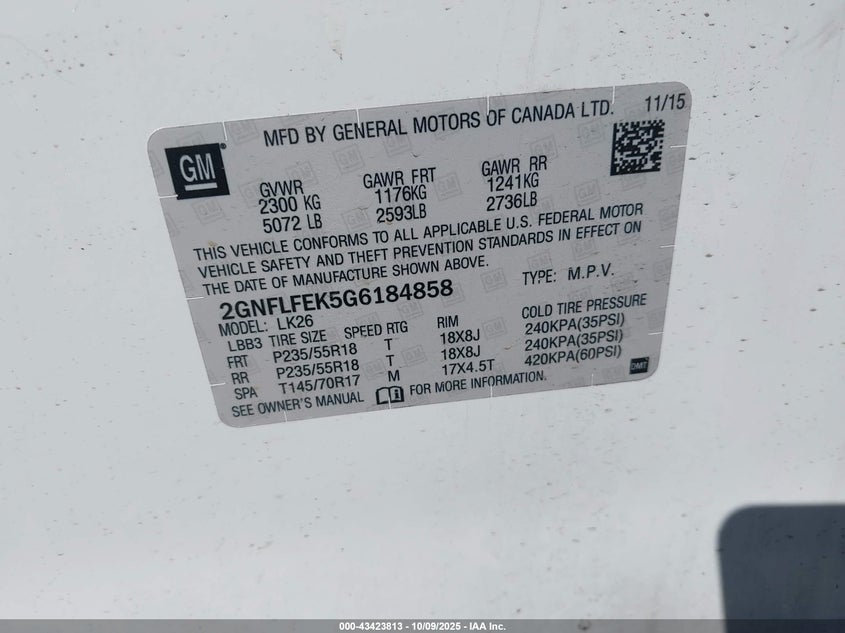 MFD BY GENERAL MOTORS OF CANADA LTD. 11/15
GM
GVWR GAWR FRT GAWR RR
2300 KG 1176KG 1241KG
5072 LB 2593LB 2736LB
THIS VEHICLE CONFORMS TO ALL APPLICABLE U.S. FEDERAL MOTOR
VEHICLE SAFETY AND THEFT PREVENTION STANDARDS IN EFFECT ON
THE DATE OF MANUFACTURE SHOWN ABOVE.
2GNFLFEK5G6184858 TYPE: M.P.V.
MODEL: LK26
LBB3 TIRE SIZE SPEED RTG RIM COLD TIRE PRESSURE
FRT P235/55R18 T 18X8J 240KPA(35PSI)
RR P235/55R18 T 18X8J 240KPA(35PSI)
SPA T145/70R17 M 17X4.5T 420KPA(60PSI)
SEE OWNER'S MANUAL FOR MORE INFORMATION. DMT
000-43423813 - 10/09/2025 - IAA Inc.